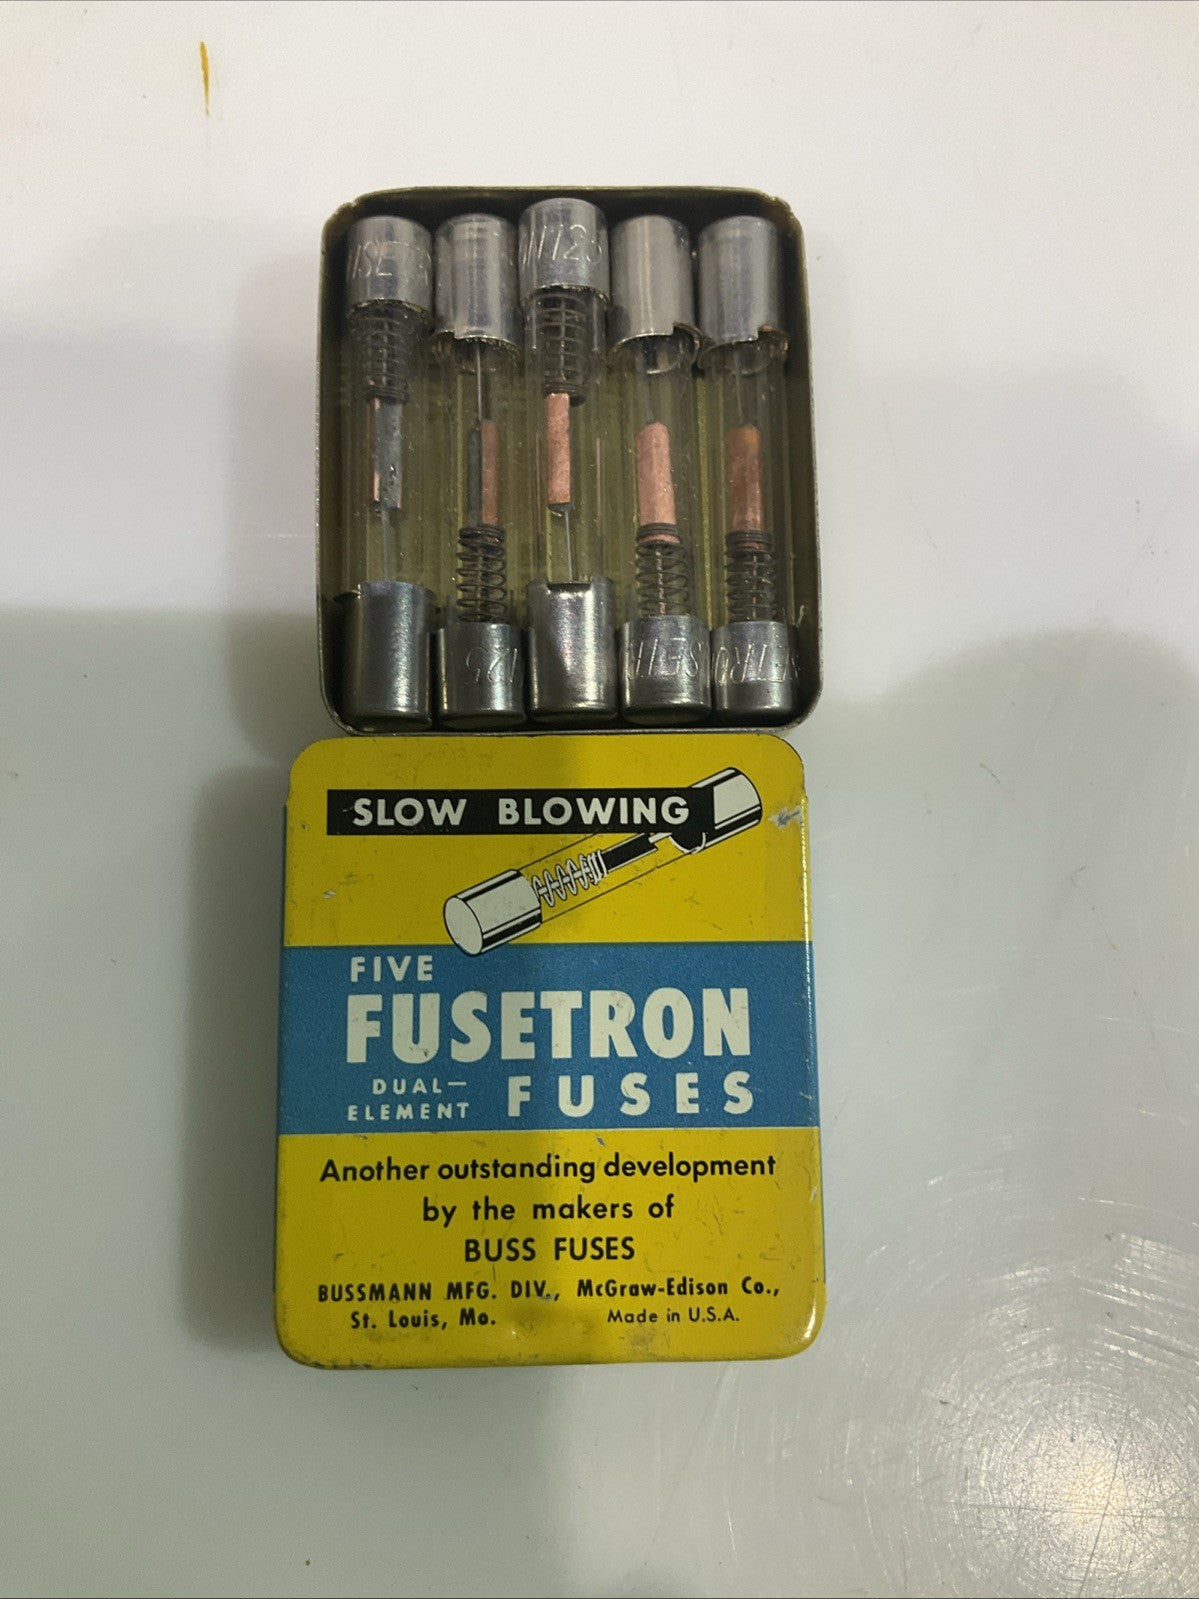 SLOW BLOWING
FIVE
FUSETRON
DUAL-
ELEMENT FUSES
Another outstanding development
by the makers of
BUSS FUSES
BUSSMANN MFG. DIV., McGraw-Edison Co.,
St. Louis, Mo. Made in U.S.A.